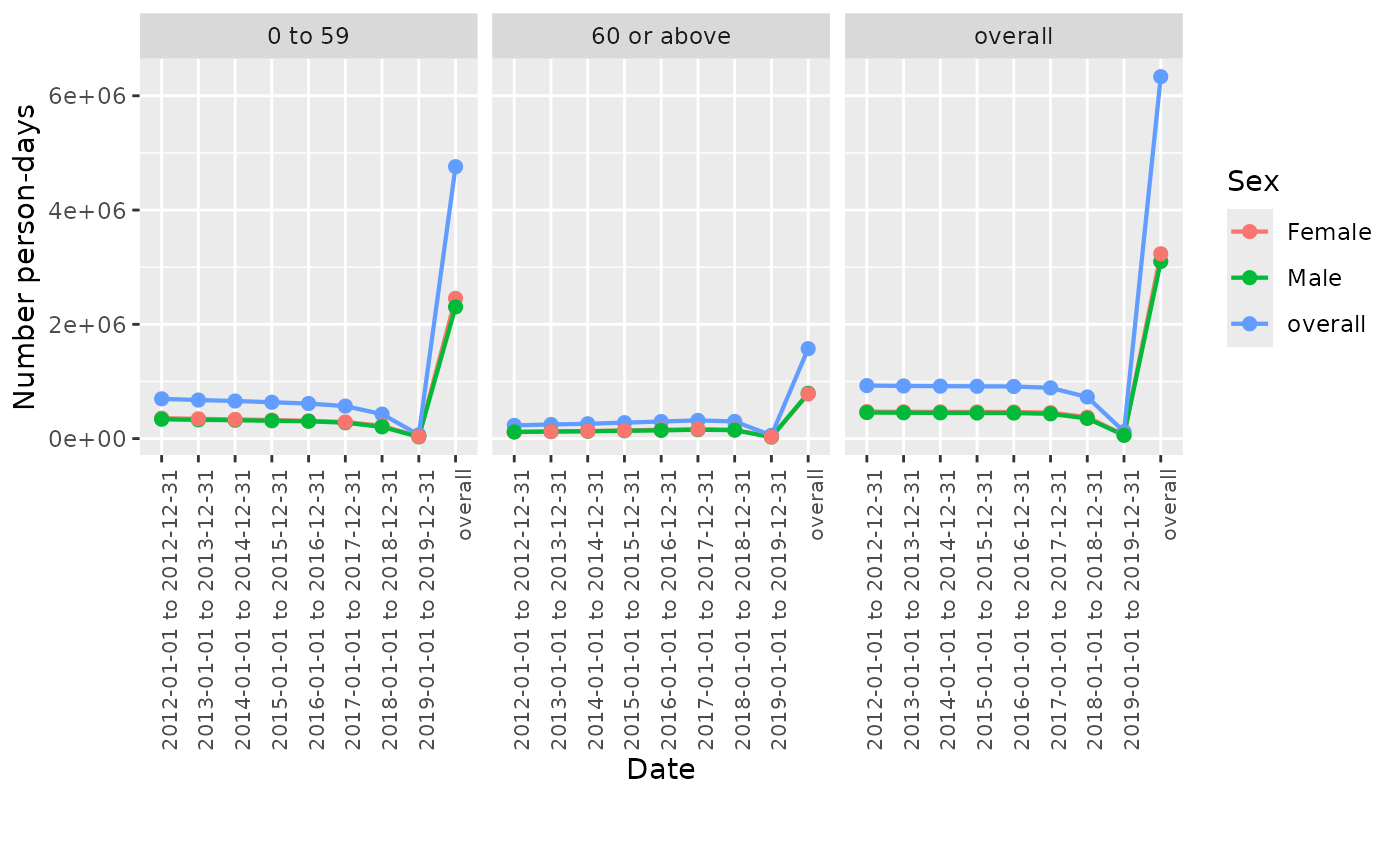 0 to 59
60 or above
overall
Number person-days
6e+06
4e+06
2e+06
0e+00
2012-01-01 to 2012-12-31
2013-01-01 to 2013-12-31
2014-01-01 to 2014-12-31
2015-01-01 to 2015-12-31
2016-01-01 to 2016-12-31
2017-01-01 to 2017-12-31
2018-01-01 to 2018-12-31
2019-01-01 to 2019-12-31
overall
2012-01-01 to 2012-12-31
2013-01-01 to 2013-12-31
2014-01-01 to 2014-12-31
2015-01-01 to 2015-12-31
2016-01-01 to 2016-12-31
2017-01-01 to 2017-12-31
2018-01-01 to 2018-12-31
2019-01-01 to 2019-12-31
overall
2012-01-01 to 2012-12-31
2013-01-01 to 2013-12-31
2014-01-01 to 2014-12-31
2015-01-01 to 2015-12-31
2016-01-01 to 2016-12-31
2017-01-01 to 2017-12-31
2018-01-01 to 2018-12-31
2019-01-01 to 2019-12-31
overall
Date
Sex
Female
Male
overall